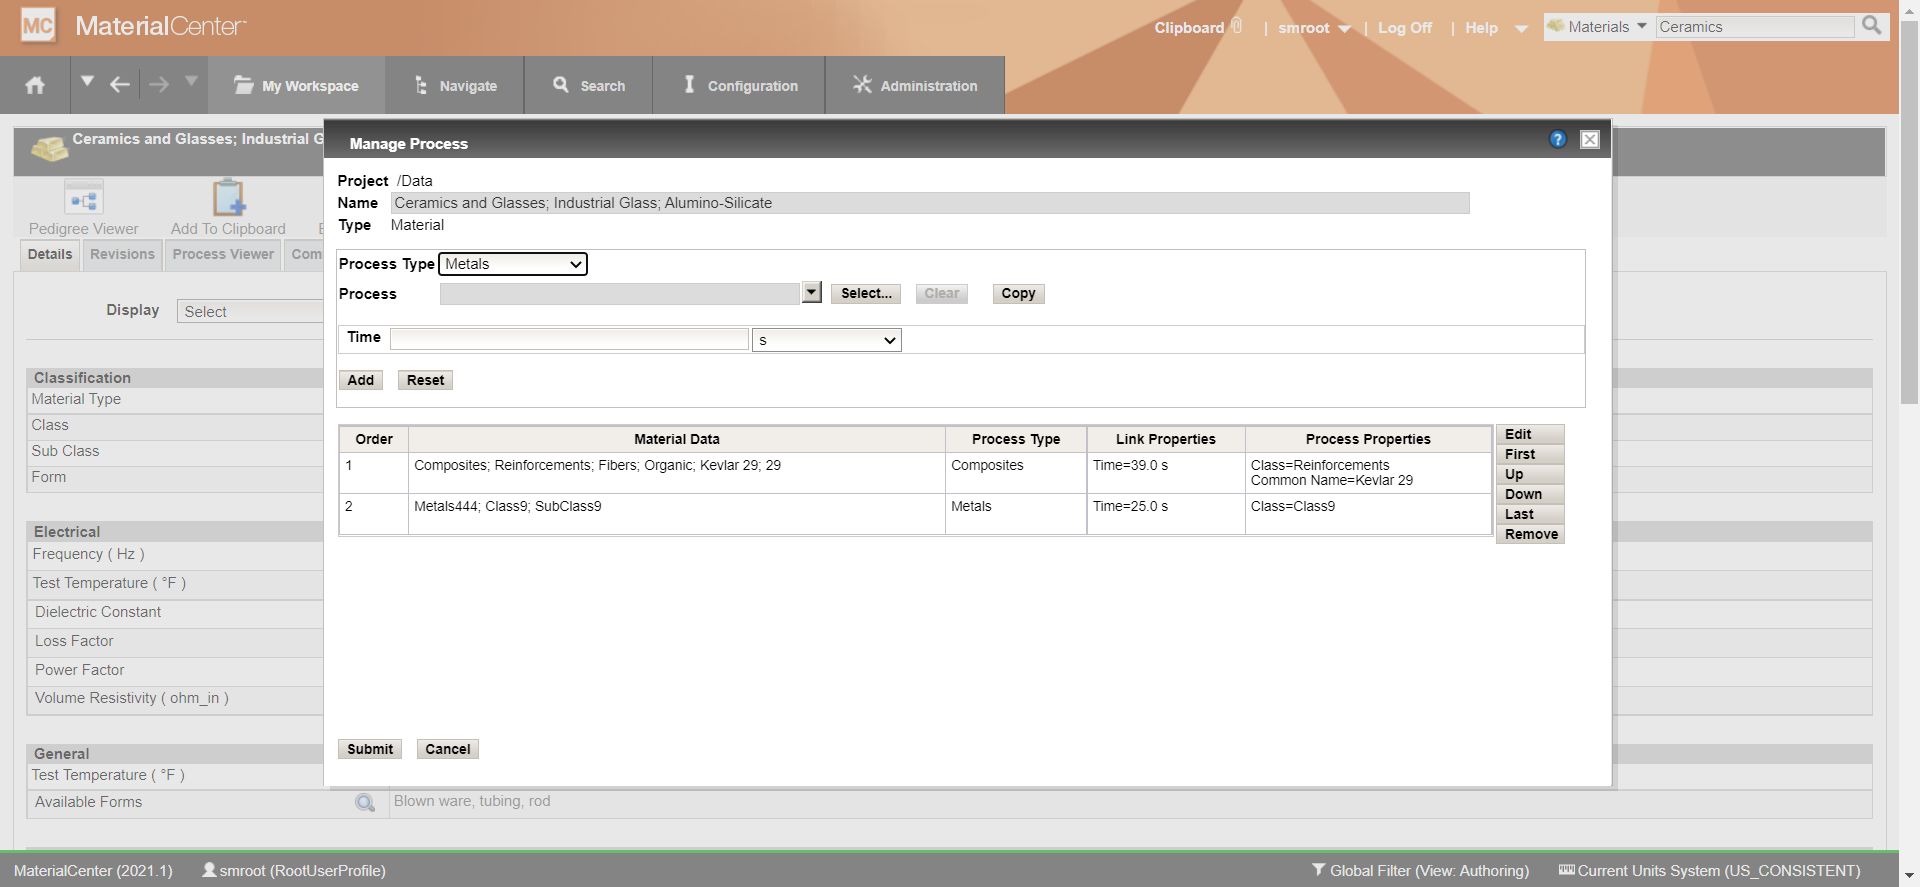 MC MaterialCenter
Clipboard | smroot | Log Off | Help Materials Ceramics
My Workspace Navigate Search Configuration Administration
Ceramics and Glasses; Industrial G
Pedigree Viewer Add To Clipboard
Details Revisions Process Viewer Com
Display Select
Classification
Material Type
Class
Sub Class
Form
Electrical
Frequency ( Hz )
Test Temperature ( °F )
Dielectric Constant
Loss Factor
Power Factor
Volume Resistivity ( ohm_in )
General
Test Temperature ( °F )
Available Forms Blown ware, tubing, rod
Manage Process ?
Project /Data
Name Ceramics and Glasses; Industrial Glass; Alumino-Silicate
Type Material
Process Type Metals
Process Select... Clear Copy
Time s
Add Reset
Order Material Data Process Type Link Properties Process Properties
1 Composites; Reinforcements; Fibers; Organic; Kevlar 29; 29 Composites Time=39.0 s Class=Reinforcements
Common Name=Kevlar 29
2 Metals444; Class9; SubClass9 Metals Time=25.0 s Class=Class9
Edit
First
Up
Down
Last
Remove
Submit Cancel
MaterialCenter (2021.1) smroot (RootUserProfile) Global Filter (View: Authoring) Current Units System (US_CONSISTENT)